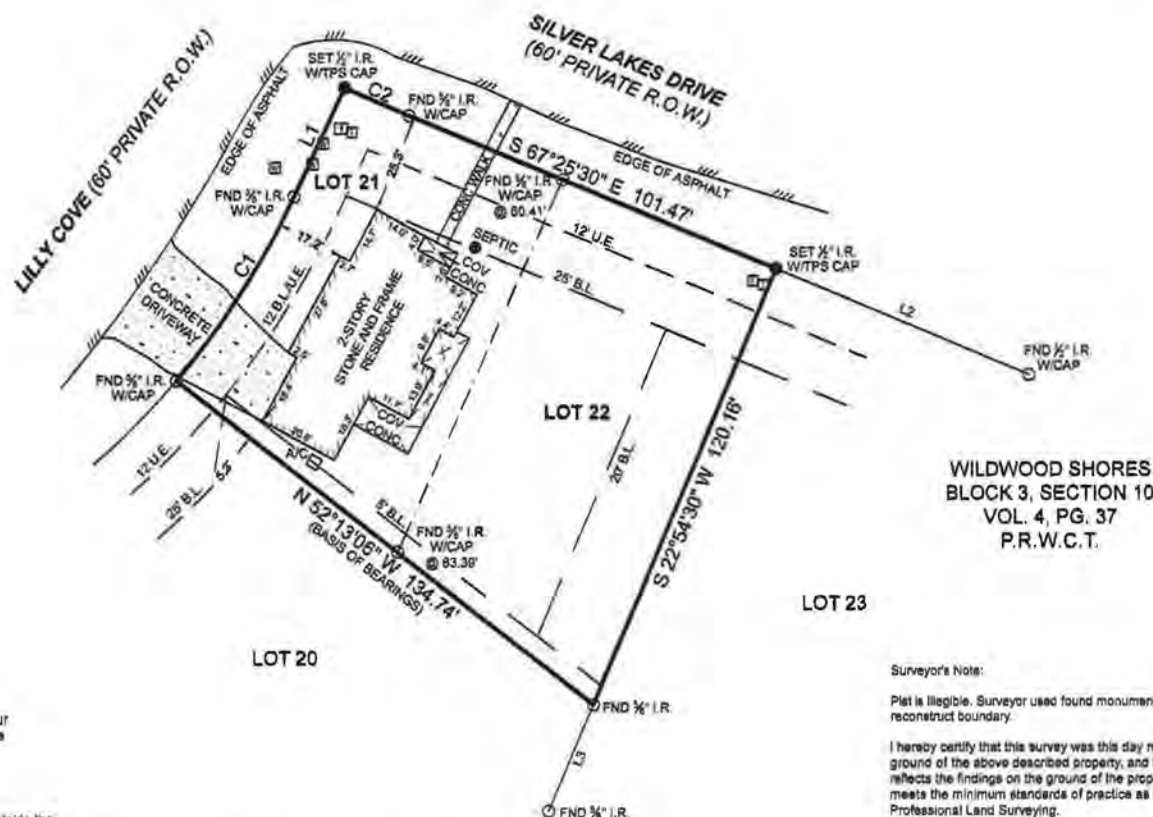 SILVER LAKES DRIVE
(60' PRIVATE R.O.W.)
LILLY COVE (60' PRIVATE R.O.W.)
SET ½" I.R.
W/TPS CAP
C2
FND ⅝" I.R.
W/CAP
EDGE OF ASPHALT
L1
LOT 21
25.3'
CONC WALK
S 67°25'30" E 101.47'
EDGE OF ASPHALT
FND ⅝" I.R.
W/CAP
@ 60.41'
FND ⅝" I.R.
W/CAP
12' U.E.
SET ½" I.R.
W/TPS CAP
17.2'
C1
SEPTIC
COV
CONC
25' B.L.
12 B.L./U.E.
L2
FND ½" I.R.
W/CAP
CONCRETE
DRIVEWAY
2-STORY
STONE AND FRAME
RESIDENCE
FND ⅝" I.R.
W/CAP
LOT 22
20' B.L.
S 22°54'30" W 120.16'
COV
CONC.
A/C
12' U.E.
25' B.L.
5' B.L.
N 52°13'06" W 134.74'
(BASIS OF BEARINGS)
FND ⅝" I.R.
W/CAP
@ 63.39'
WILDWOOD SHORES
BLOCK 3, SECTION 10
VOL. 4, PG. 37
P.R.W.C.T.
LOT 23
LOT 20
FND ⅝" I.R.
L3
FND ⅝" I.R.
Surveyor's Note:
Plat is illegible. Surveyor used found monumen
reconstruct boundary.
I hereby certify that this survey was this day
ground of the above described property, and
reflects the findings on the ground of the prop
meets the minimum standards of practice as
Professional Land Surveying.